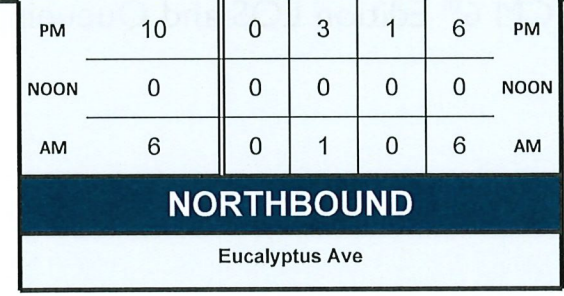 PM 10 0 3 1 6 PM
NOON 0 0 0 0 0 NOON
AM 6 0 1 0 6 AM
NORTHBOUND
Eucalyptus Ave